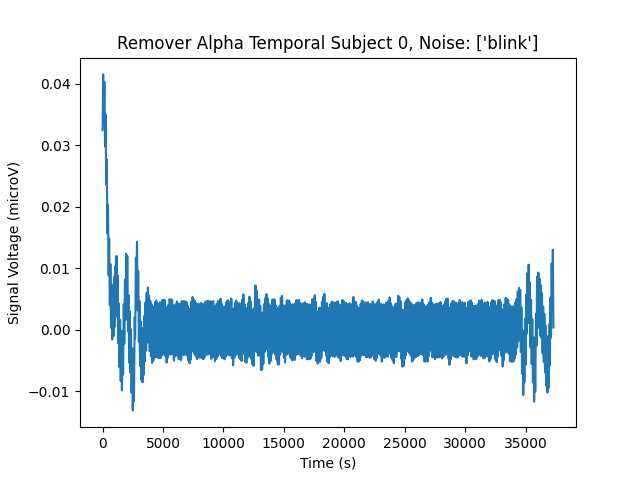 Remover Alpha Temporal Subject 0, Noise: ['blink']
0.04
0.03
0.02
0.01
0.00
−0.01
Signal Voltage (microV)
0 5000 10000 15000 20000 25000 30000 35000
Time (s)